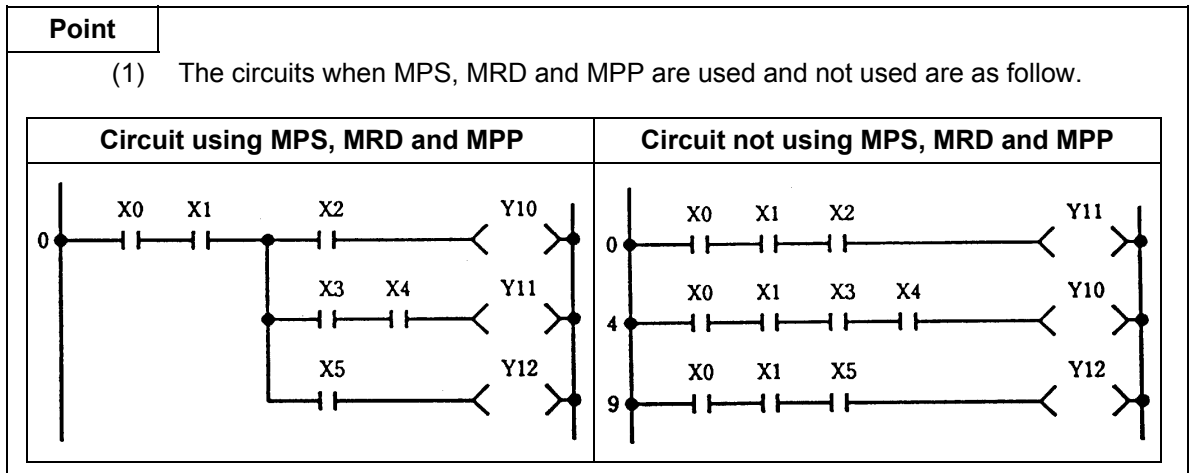 Point
(1) The circuits when MPS, MRD and MPP are used and not used are as follow.
Circuit using MPS, MRD and MPP
Circuit not using MPS, MRD and MPP
X0 X1 X2 Y10
0
X3 X4 Y11
X5 Y12
X0 X1 X2 Y11
0
X0 X1 X3 X4 Y10
4
X0 X1 X5 Y12
9